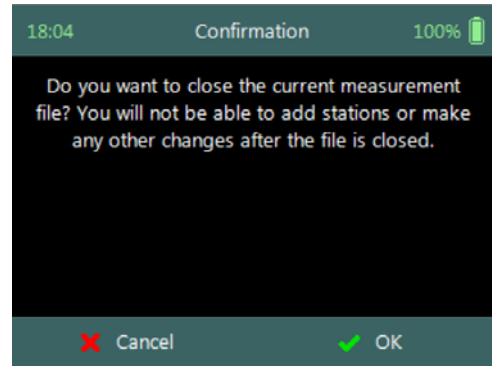 18:04 Confirmation 100%
Do you want to close the current measurement
file? You will not be able to add stations or make
any other changes after the file is closed.
Cancel OK